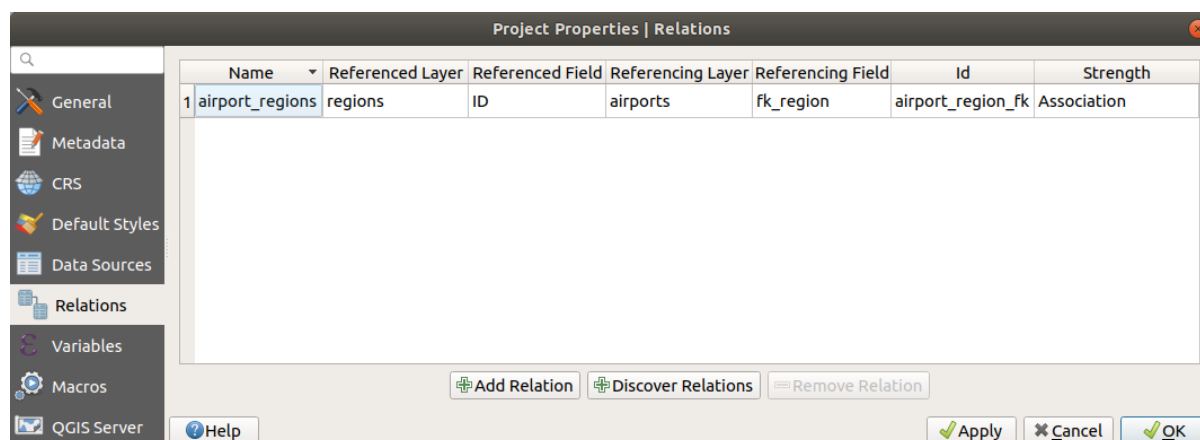 Project Properties | Relations
General
Metadata
CRS
Default Styles
Data Sources
Relations
Variables
Macros
QGIS Server
Name Referenced Layer Referenced Field Referencing Layer Referencing Field Id Strength
1 airport_regions regions ID airports fk_region airport_region_fk Association
Add Relation Discover Relations Remove Relation
Help Apply Cancel OK